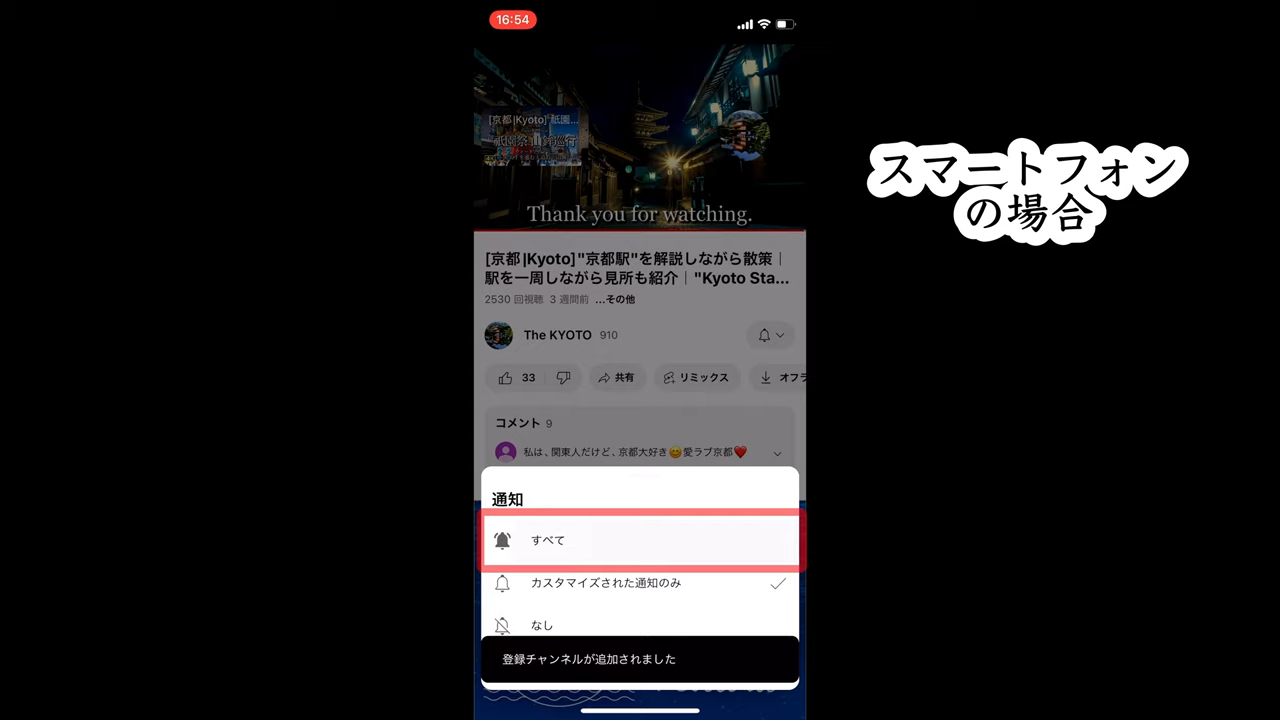 16:54
スマートフォン
の場合
[京都|Kyoto] 祇園...
Thank you for watching.
[京都|Kyoto]"京都駅"を解説しながら散策|
駅を一周しながら見所も紹介|"Kyoto Sta...
2530 回視聴 3 週間前 ...その他
The KYOTO 910
33 共有 リミックス オフラ
コメント 9
私は、関東人だけど、京都大好き😊愛ラブ京都❤️
通知
すべて
カスタマイズされた通知のみ
なし
登録チャンネルが追加されました